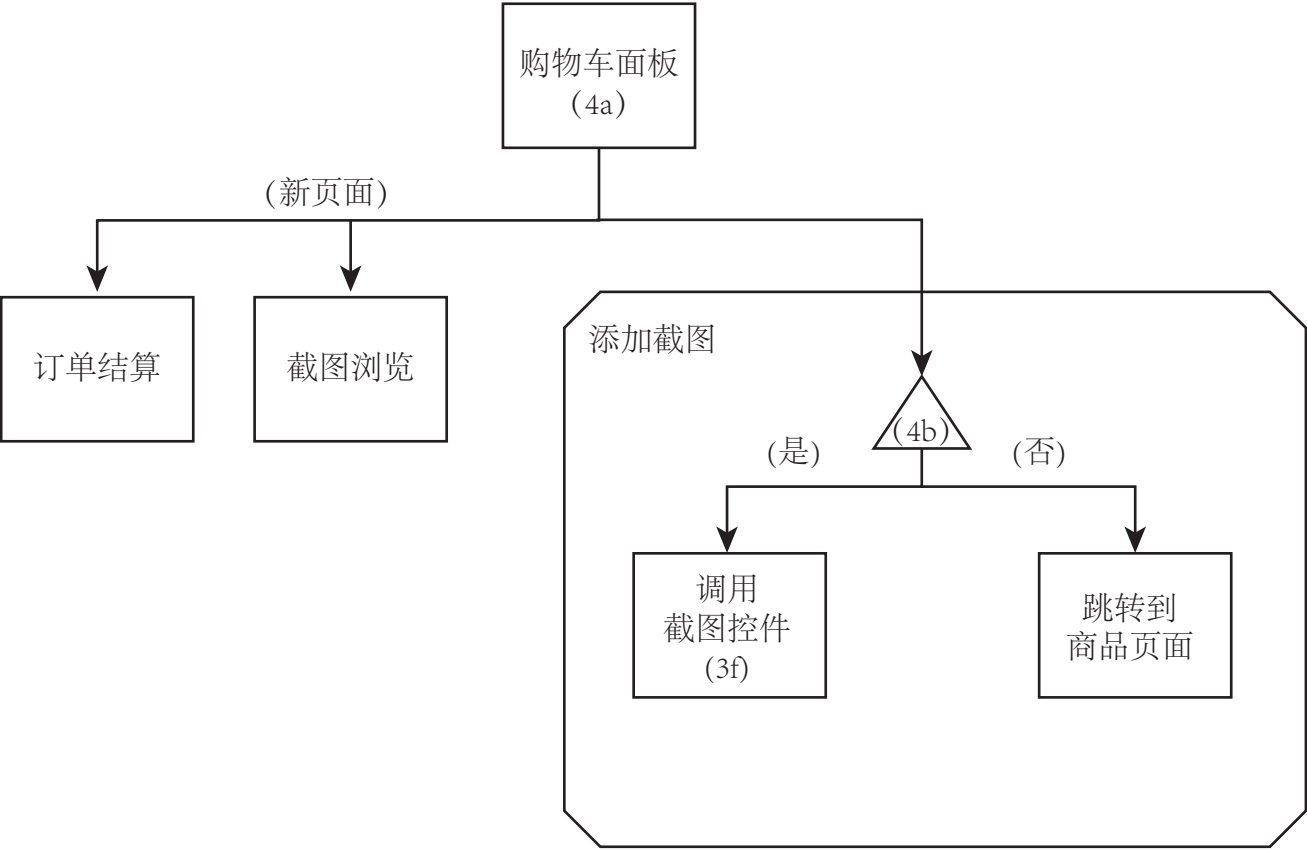 购物车面板
(4a)
(新页面)
订单结算
截图浏览
添加截图
(4b)
(是)
(否)
调用
截图控件
(3f)
跳转到
商品页面